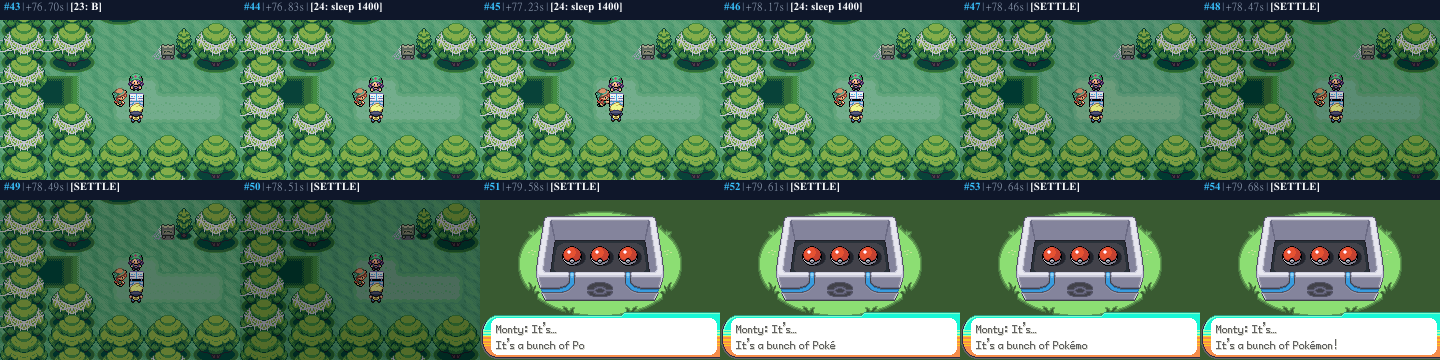 #43|+76.70s|[23: B]
#44|+76.83s|[24: sleep 1400]
#45|+77.23s|[24: sleep 1400]
#46|+78.17s|[24: sleep 1400]
#47|+78.46s|[SETTLE]
#48|+78.47s|[SETTLE]
#49|+78.49s|[SETTLE]
#50|+78.51s|[SETTLE]
#51|+79.58s|[SETTLE]
#52|+79.61s|[SETTLE]
#53|+79.64s|[SETTLE]
#54|+79.68s|[SETTLE]
Monty: It's...
It's a bunch of Po
Monty: It's...
It's a bunch of Poké
Monty: It's...
It's a bunch of Pokémo
Monty: It's...
It's a bunch of Pokémon!